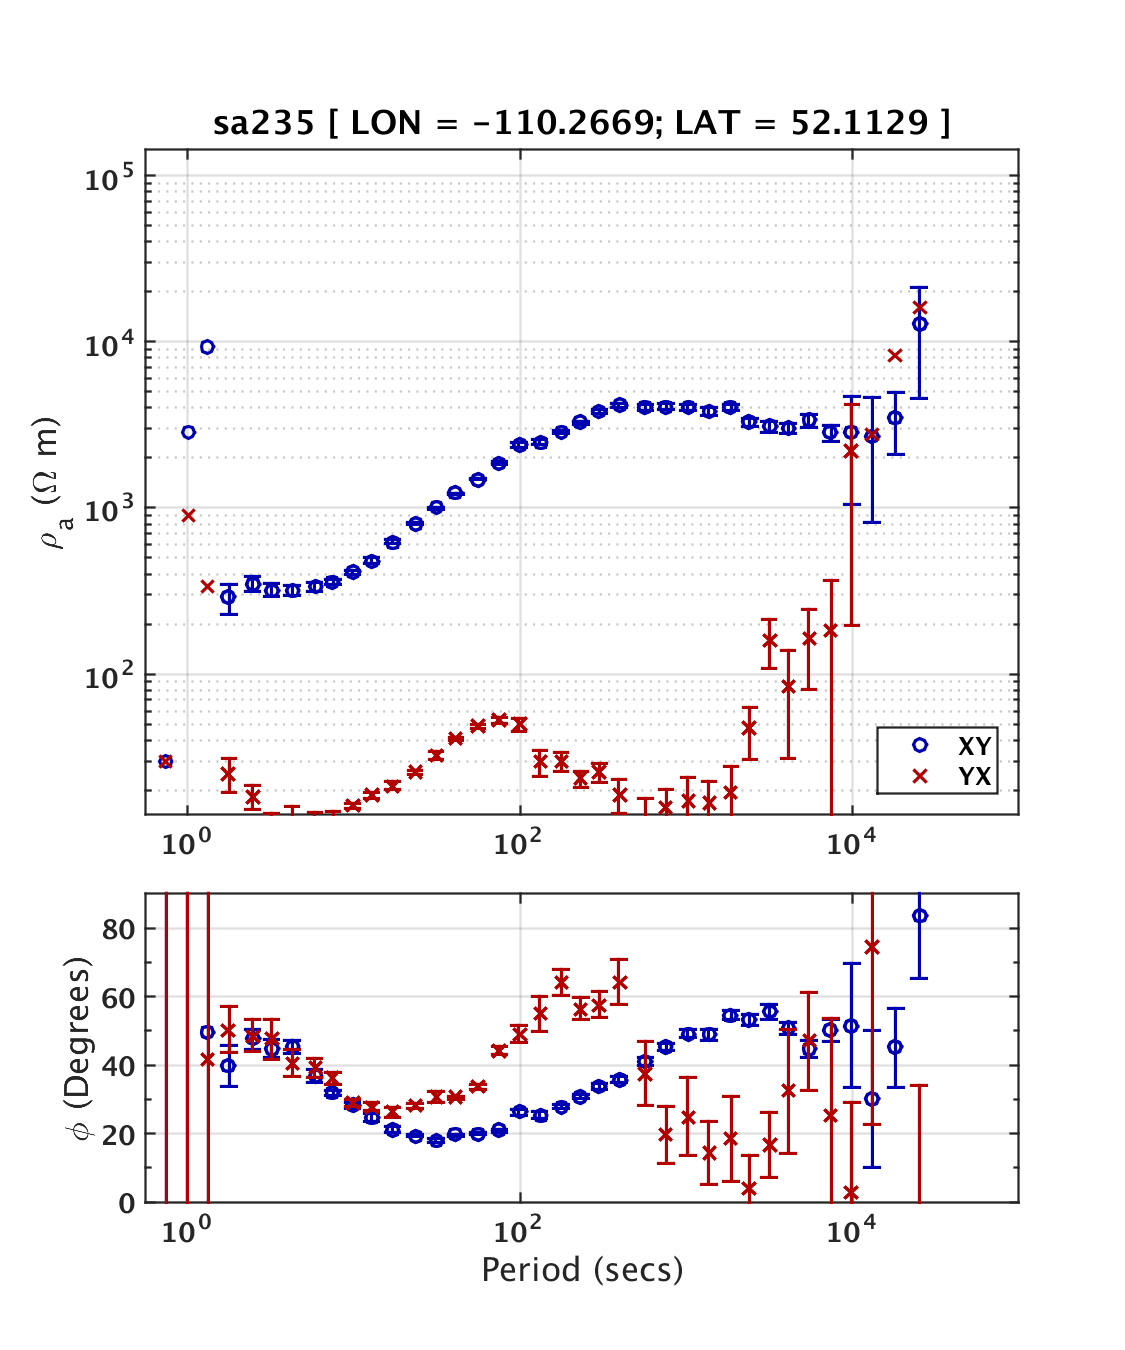 sa235 [ LON = -110.2669; LAT = 52.1129 ]
ρa (Ω m)
10^5
10^4
10^3
10^2
XY
YX
10^0 10^2 10^4
ϕ (Degrees)
80
60
40
20
0
10^0 10^2 10^4
Period (secs)